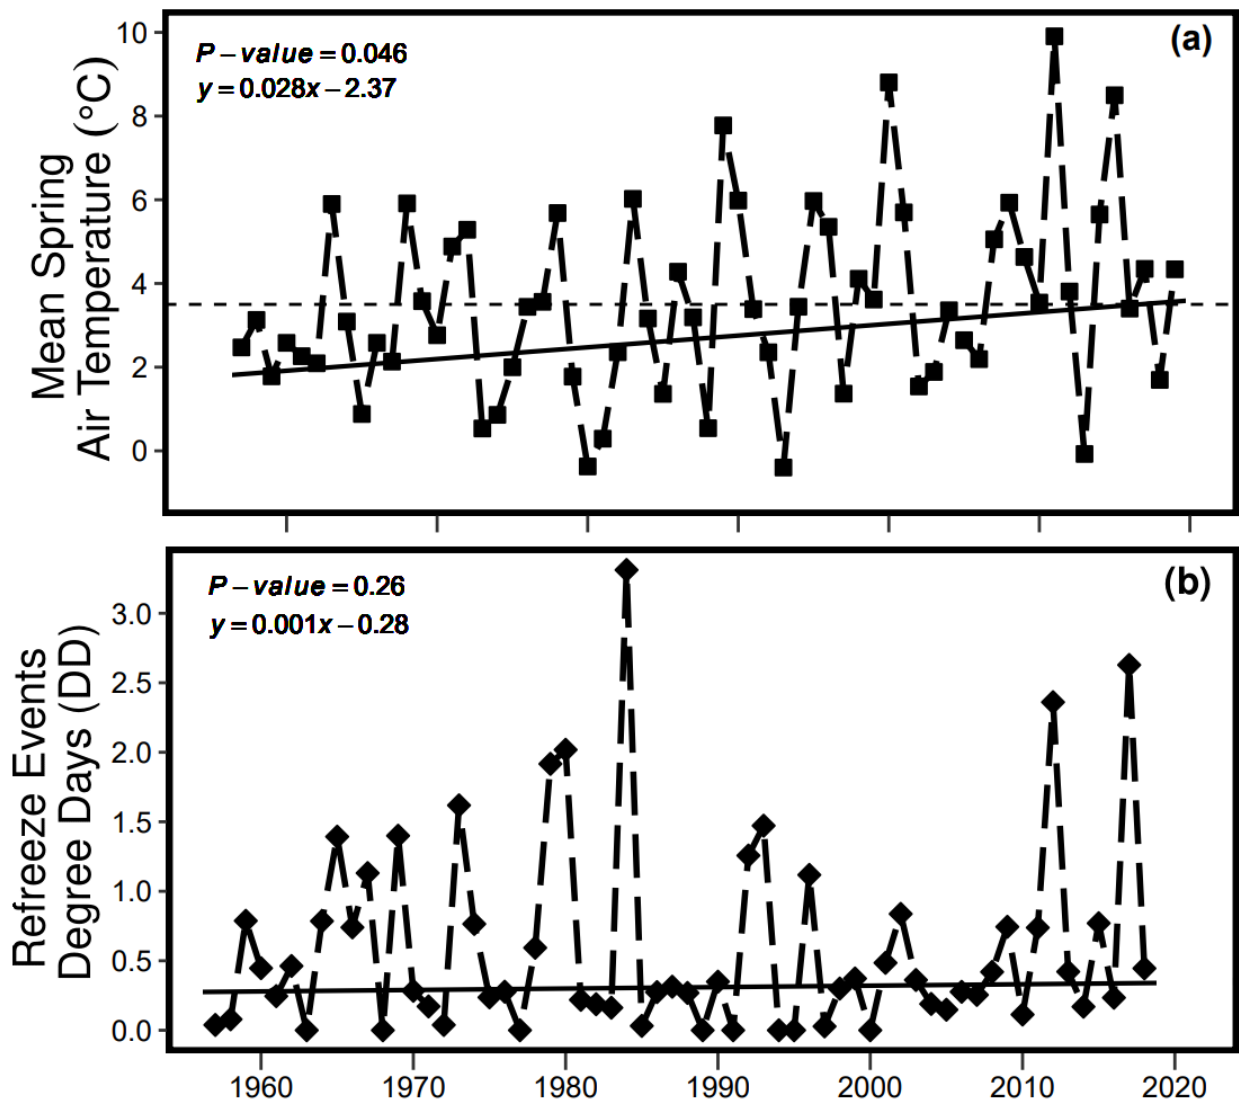 (a)
P – value = 0.046
y = 0.028x – 2.37
Mean Spring
Air Temperature (°C)
10
8
6
4
2
0
(b)
P – value = 0.26
y = 0.001x – 0.28
Refreeze Events
Degree Days (DD)
3.0
2.5
2.0
1.5
1.0
0.5
0.0
1960 1970 1980 1990 2000 2010 2020